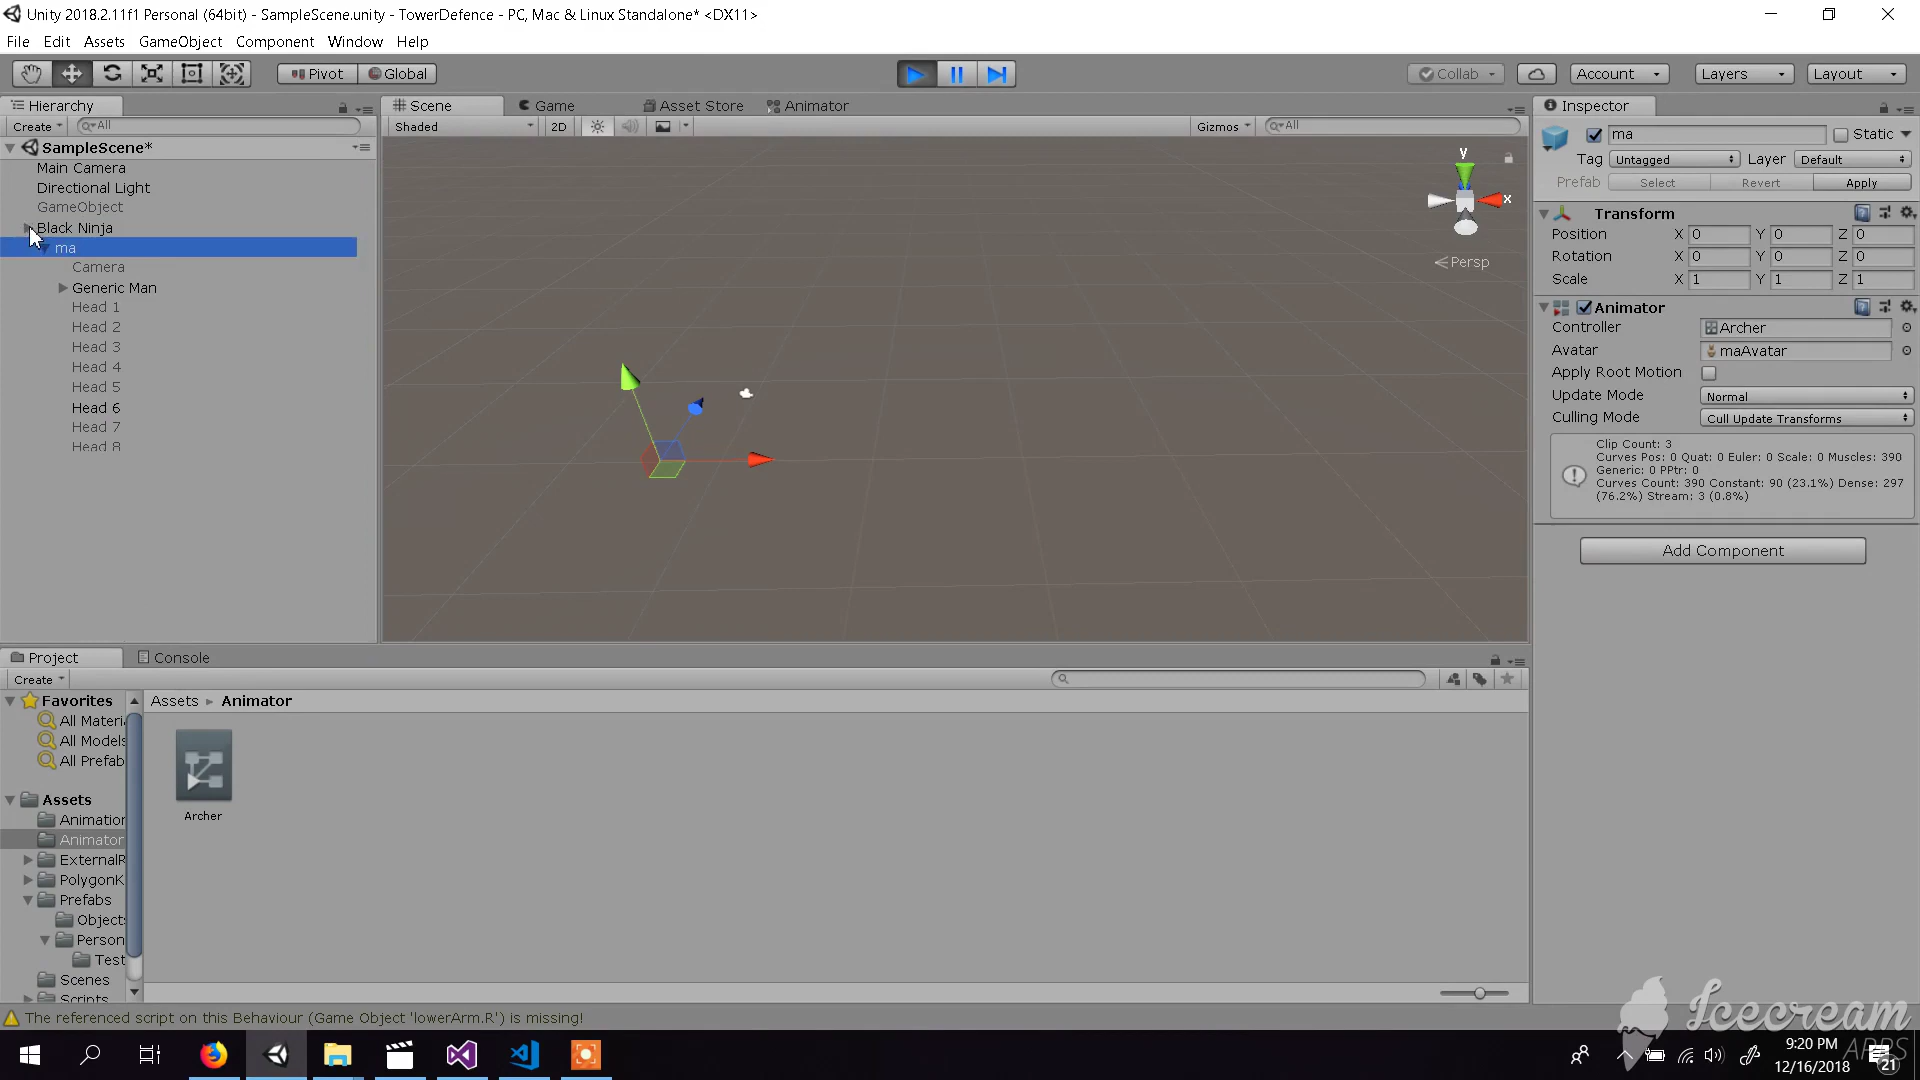 Unity 2018.2.11f1 Personal (64bit) - SampleScene.unity - TowerDefence - PC, Mac & Linux Standalone* <DX11>
File Edit Assets GameObject Component Window Help
Pivot Global Collab Account Layers Layout
Hierarchy Scene Game Asset Store Animator Inspector
Create All Shaded 2D Gizmos All
ma Static
SampleScene*
Tag Untagged Layer Default
Main Camera
Prefab Select Revert Apply
Directional Light
GameObject
Black Ninja
ma
Camera
Generic Man
Head 1
Head 2
Head 3
Head 4
Head 5
Head 6
Head 7
Head 8
y
x
Persp
Transform
Position X 0 Y 0 Z 0
Rotation X 0 Y 0 Z 0
Scale X 1 Y 1 Z 1
Animator
Controller Archer
Avatar maAvatar
Apply Root Motion
Update Mode Normal
Culling Mode Cull Update Transforms
Clip Count: 3
Curves Pos: 0 Quat: 0 Euler: 0 Scale: 0 Muscles: 390
Generic: 0 PPtr: 0
Curves Count: 390 Constant: 90 (23.1%) Dense: 297
(76.2%) Stream: 3 (0.8%)
Add Component
Project Console
Create
Favorites
All Materi
All Models
All Prefab
Assets
Animation
Animator
ExternalR
PolygonK
Prefabs
Objects
Person
Test
Scenes
Scripts
Assets Animator
Archer
The referenced script on this Behaviour (Game Object 'lowerArm.R') is missing!
Icecream
APPS
9:20 PM
12/16/2018
21